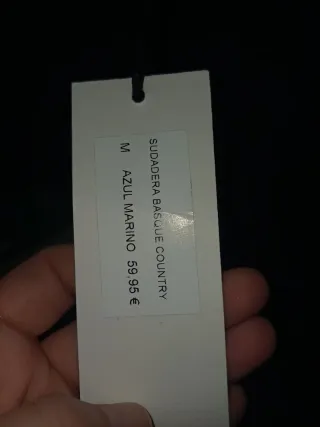 SUDADERA BASQUE COUNTRY
M AZUL MARINO 59,95 €